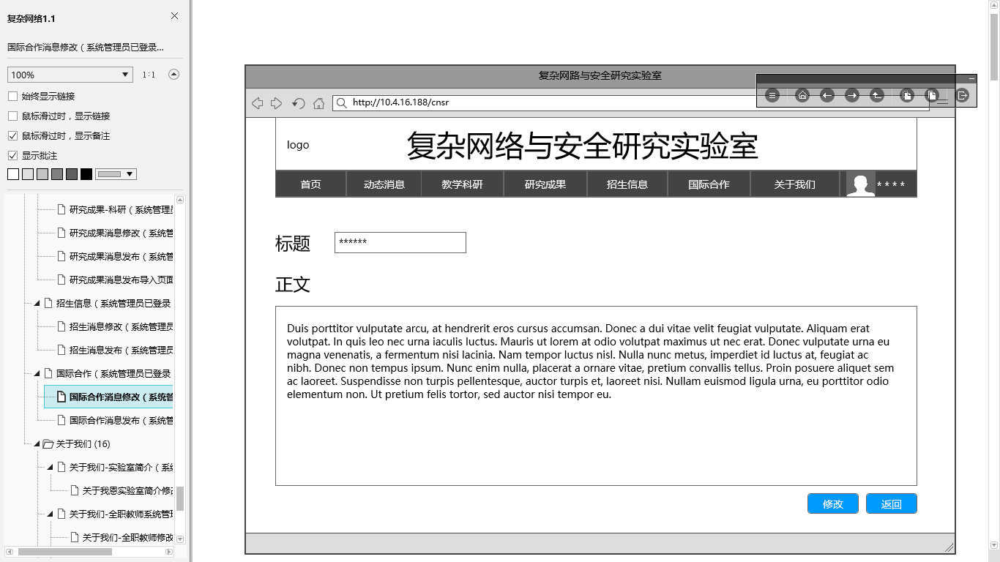 复杂网络1.1
国际合作消息修改（系统管理员已登录...
100%
1:1
始终显示链接
鼠标滑过时，显示链接
鼠标滑过时，显示备注
显示批注
研究成果-科研（系统管理员
研究成果消息修改（系统管
研究成果消息发布（系统管
研究成果消息发布导入页面
招生信息（系统管理员已登录
招生消息修改（系统管理员
招生消息发布（系统管理员
国际合作（系统管理员已登录
国际合作消息修改（系统管
国际合作消息发布（系统管
关于我们 (16)
关于我们-实验室简介（系统
关于我恩实验室简介修改
关于我们-全职教师系统管理
关于我们-全职教师修改
复杂网路与安全研究实验室
http://10.4.16.188/cnsr
logo
复杂网络与安全研究实验室
首页 动态消息 教学科研 研究成果 招生信息 国际合作 关于我们 ****
标题 ******
正文
Duis porttitor vulputate arcu, at hendrerit eros cursus accumsan. Donec a dui vitae velit feugiat vulputate. Aliquam erat
volutpat. In quis leo nec urna iaculis luctus. Mauris ut lorem at odio volutpat maximus ut nec erat. Donec vulputate urna eu
magna venenatis, a fermentum nisi lacinia. Nam tempor luctus nisl. Nulla nunc metus, imperdiet id luctus at, feugiat ac
nibh. Donec non tempus ipsum. Nunc enim nulla, placerat a ornare vitae, pretium convallis tellus. Proin posuere aliquet sem
ac laoreet. Suspendisse non turpis pellentesque, auctor turpis et, laoreet nisi. Nullam euismod ligula urna, eu porttitor odio
elementum non. Ut pretium felis tortor, sed auctor nisi tempor eu.
修改 返回